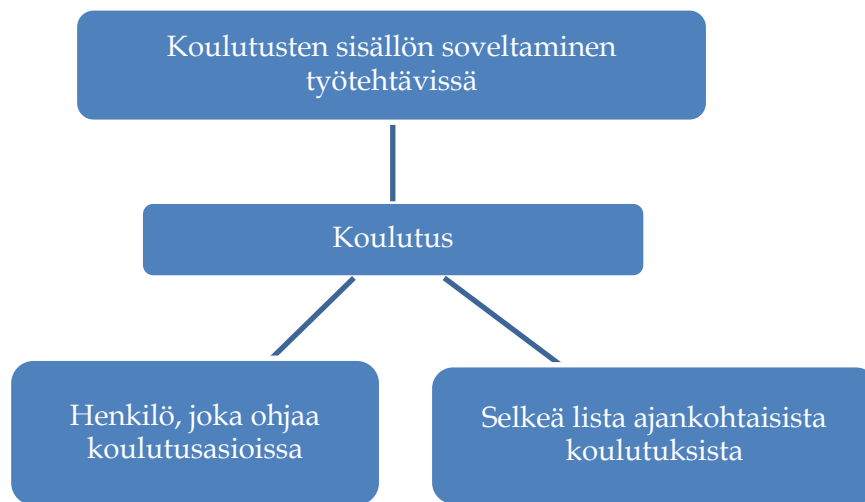 Koulutusten sisällön soveltaminen
työtehtävissä
Koulutus
Henkilö, joka ohjaa
koulutusasioissa
Selkeä lista ajankohtaisista
koulutuksista